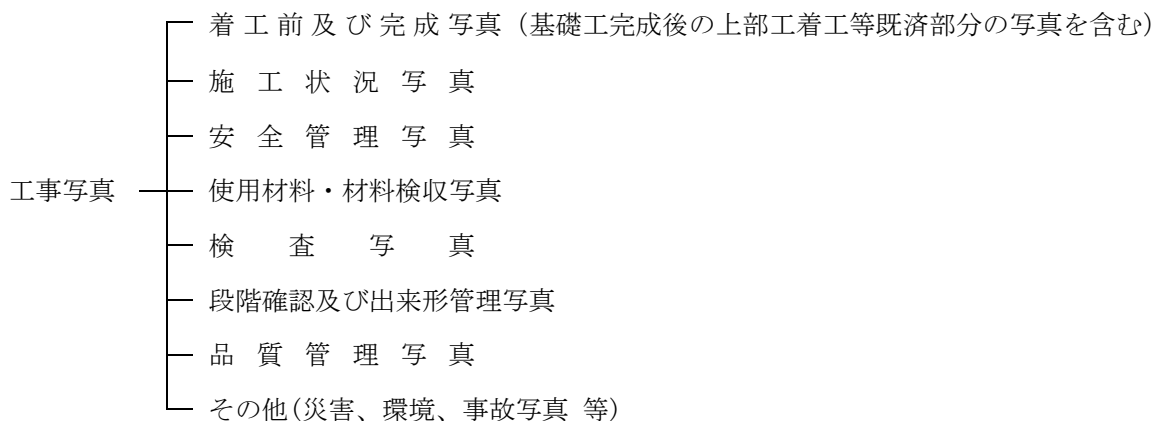 着工前及び完成写真（基礎工完成後の上部工着工等既済部分の写真を含む）
施工状況写真
安全管理写真
工事写真 使用材料・材料検収写真
検査写真
段階確認及び出来形管理写真
品質管理写真
その他(災害、環境、事故写真 等)